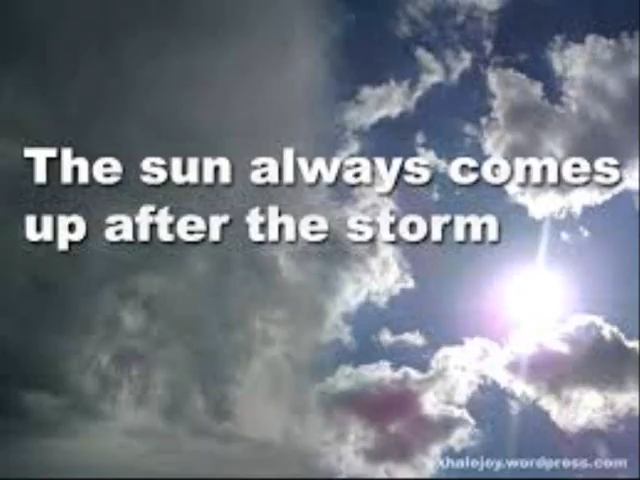 The sun always comes
up after the storm
xhalejoy.wordpress.com